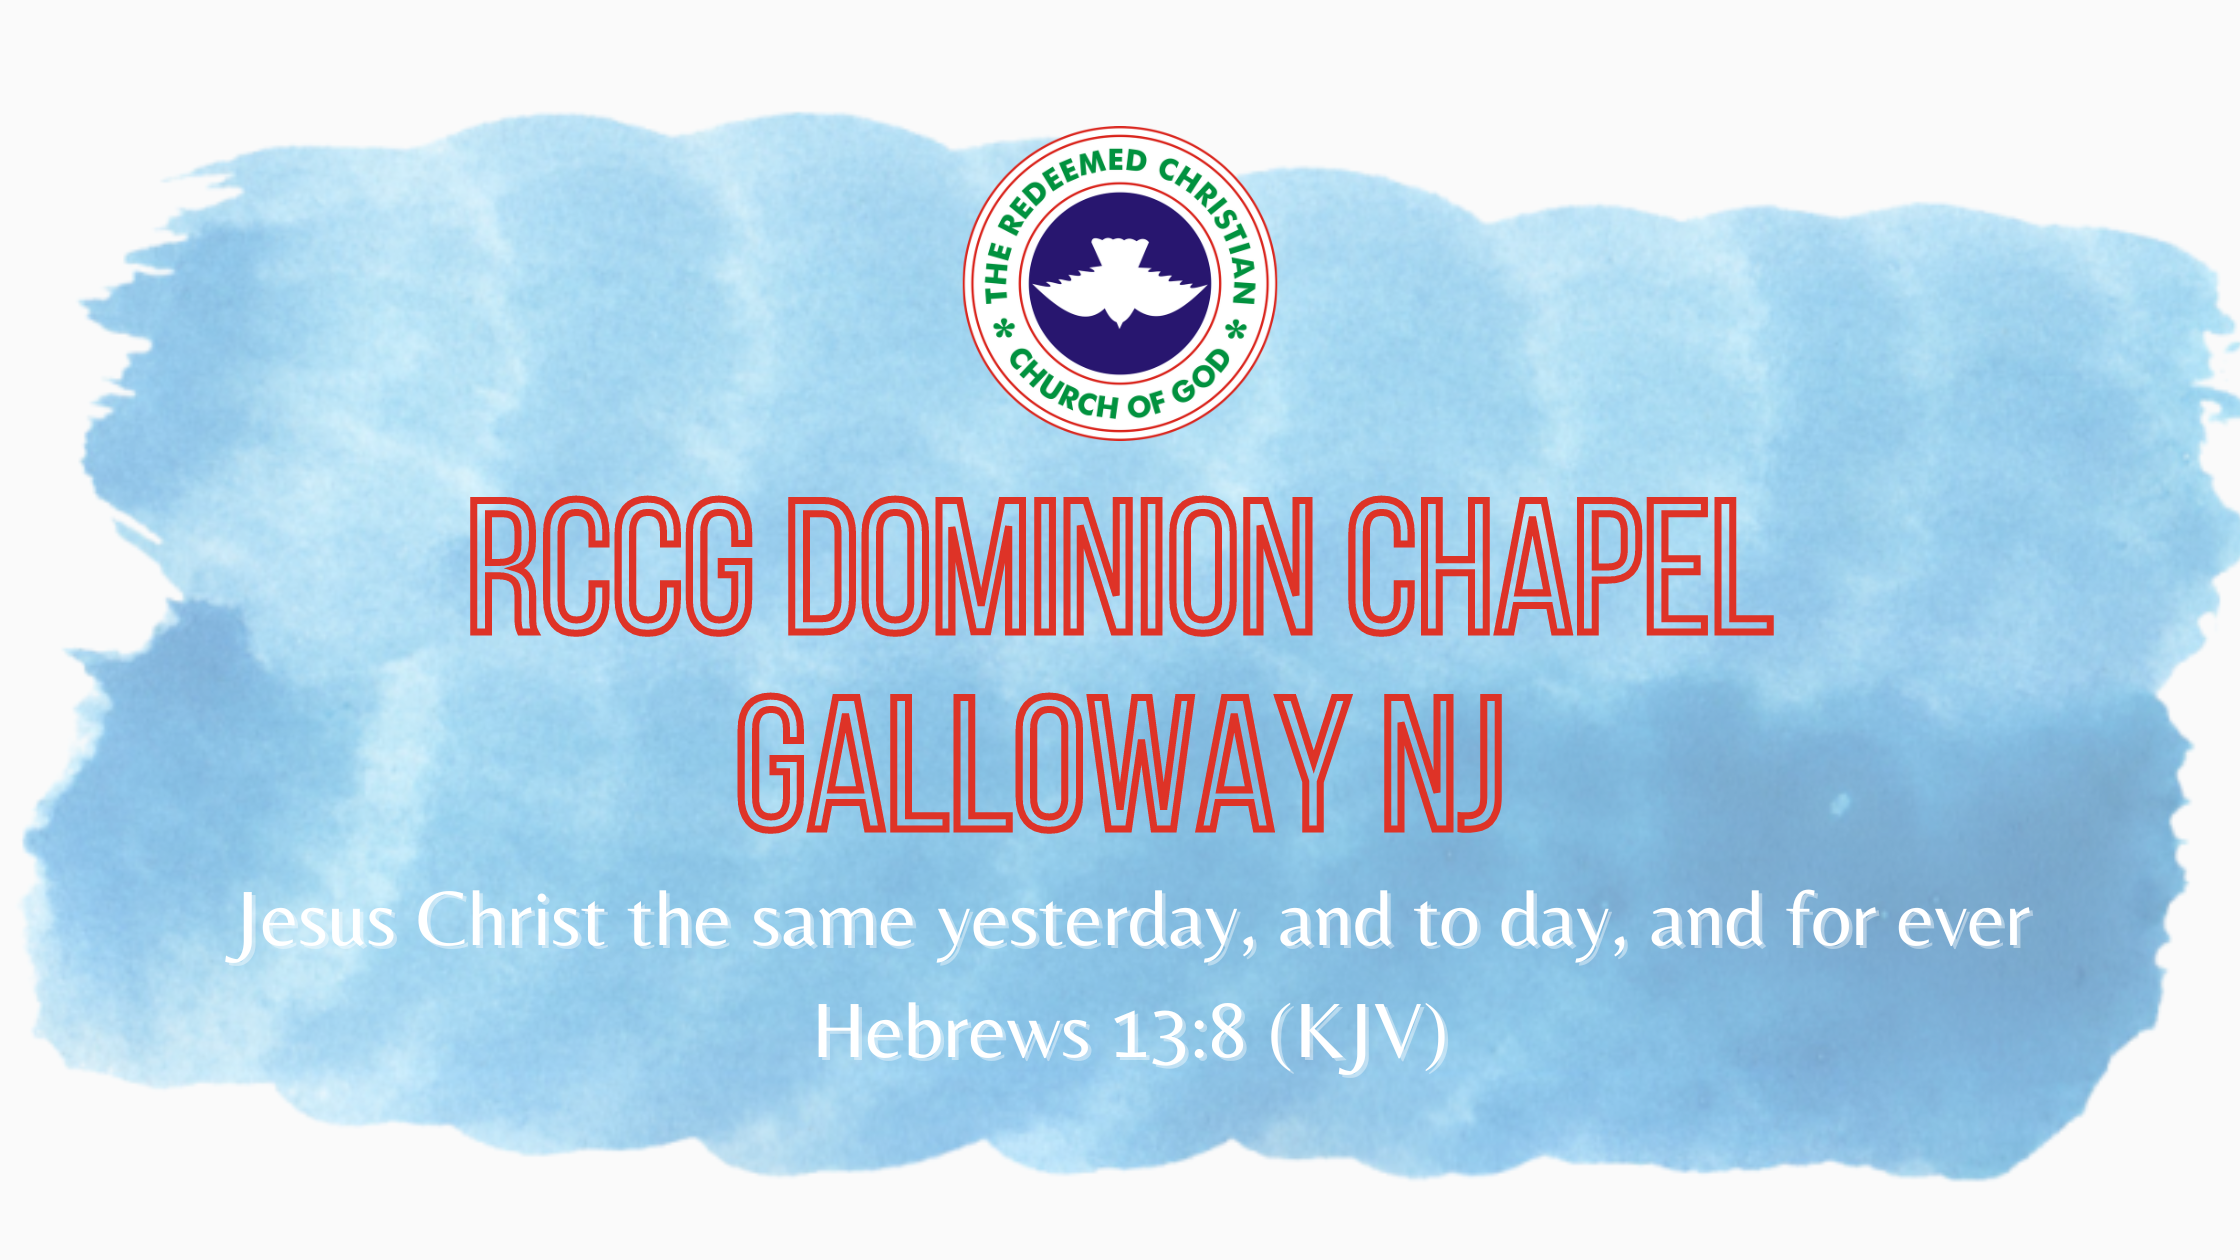 THE REDEEMED CHRISTIAN
* CHURCH OF GOD *
RCCG DOMINION CHAPEL
GALLOWAY NJ
Jesus Christ the same yesterday, and to day, and for ever
Hebrews 13:8 (KJV)